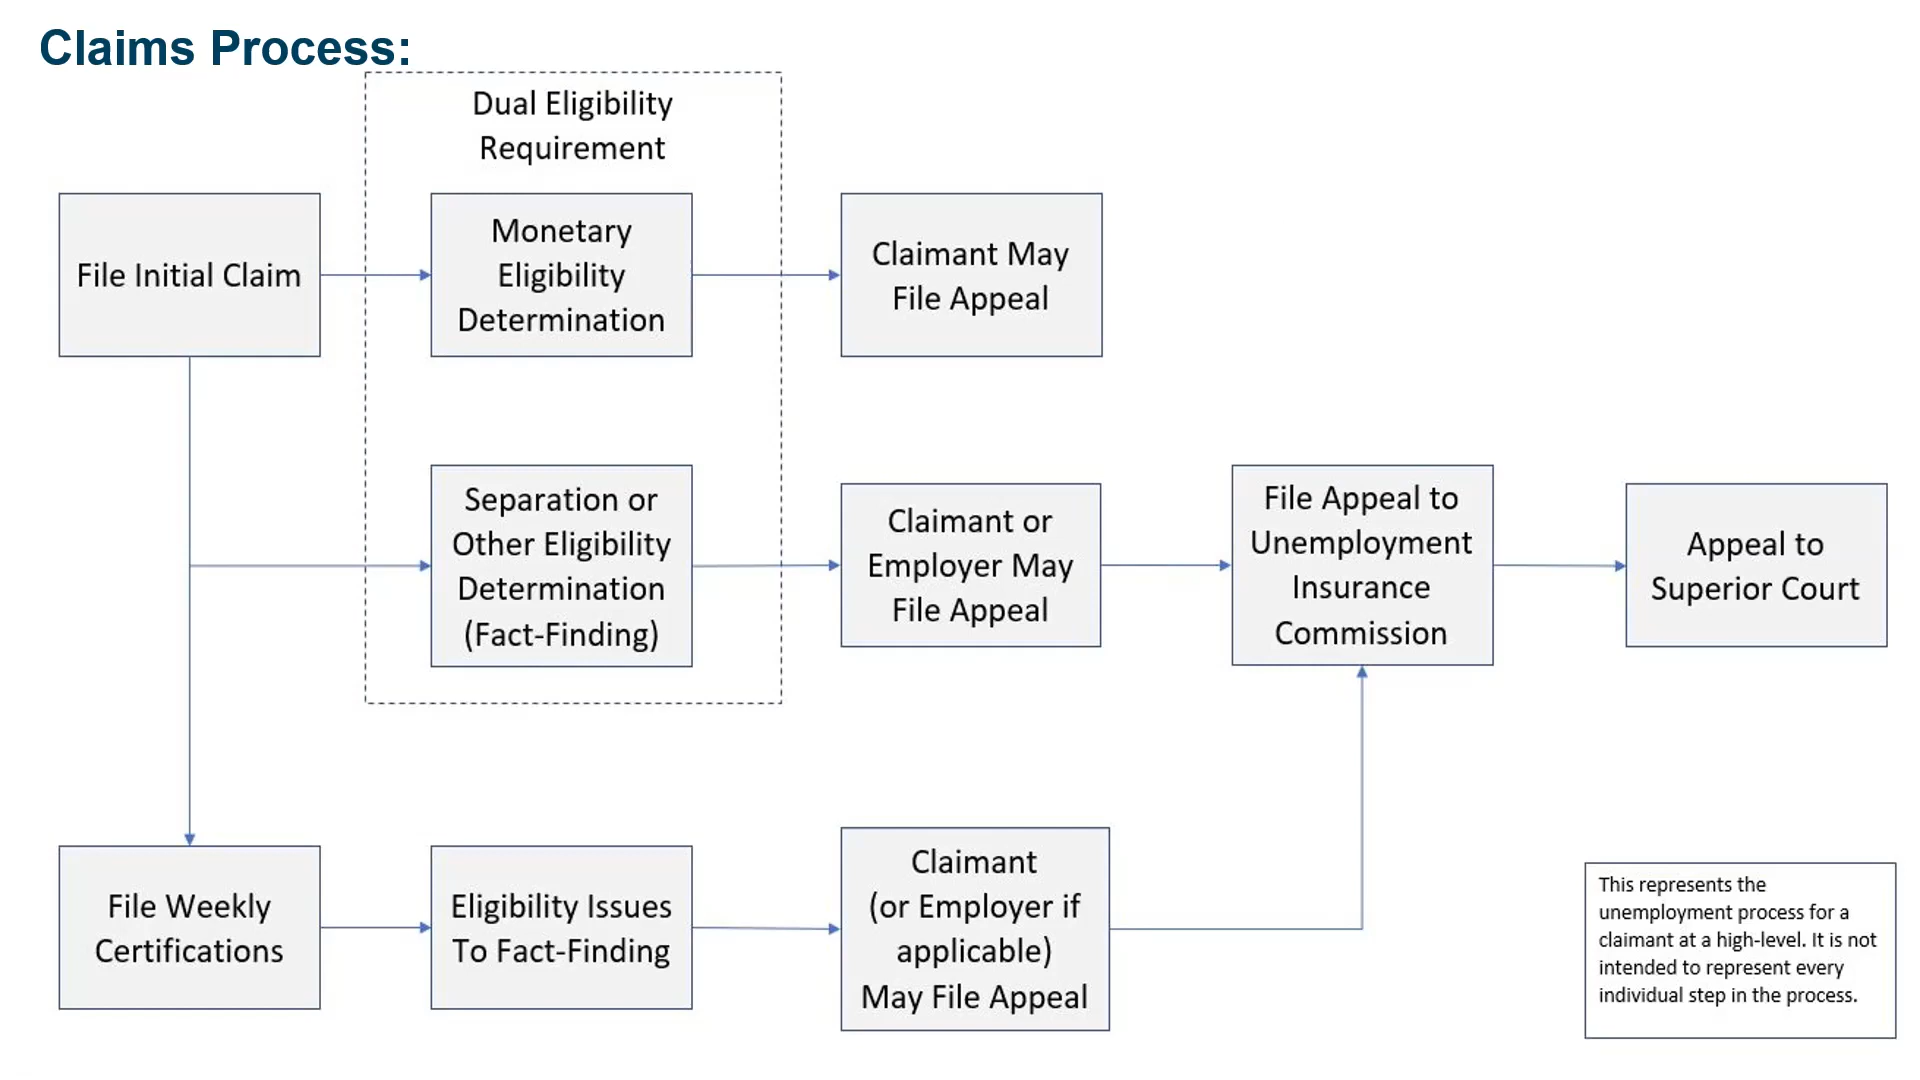 Claims Process:
Dual Eligibility
Requirement
File Initial Claim
Monetary
Eligibility
Determination
Claimant May
File Appeal
Separation or
Other Eligibility
Determination
(Fact-Finding)
Claimant or
Employer May
File Appeal
File Appeal to
Unemployment
Insurance
Commission
Appeal to
Superior Court
File Weekly
Certifications
Eligibility Issues
To Fact-Finding
Claimant
(or Employer if
applicable)
May File Appeal
This represents the
unemployment process for a
claimant at a high-level. It is not
intended to represent every
individual step in the process.